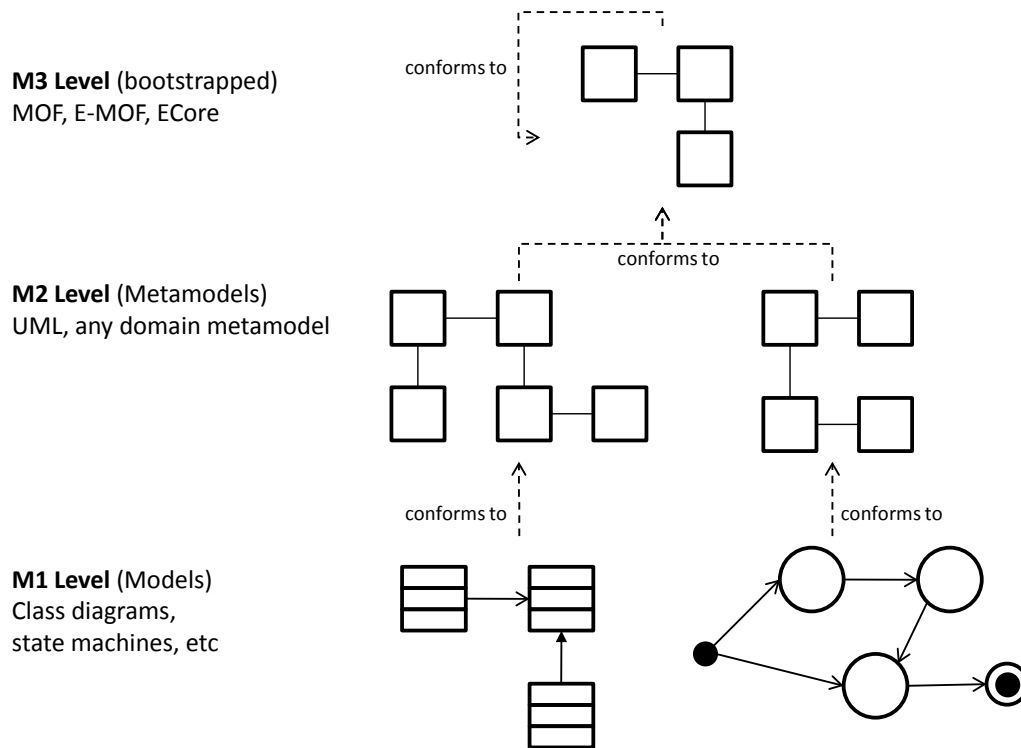 M3 Level (bootstrapped)
MOF, E-MOF, ECore
conforms to
conforms to
M2 Level (Metamodels)
UML, any domain metamodel
conforms to
conforms to
M1 Level (Models)
Class diagrams,
state machines, etc